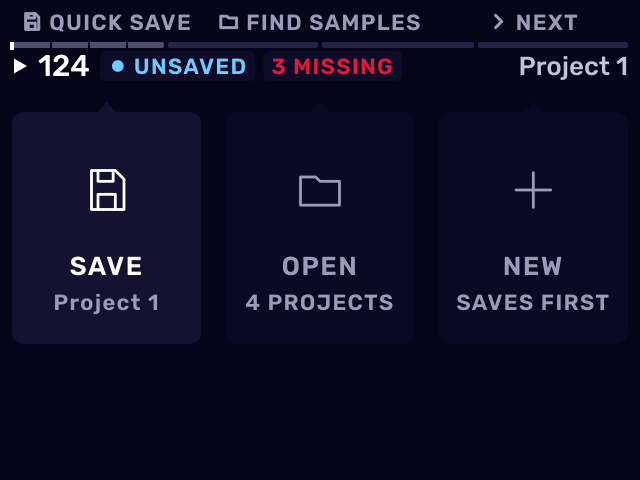 QUICK SAVE FIND SAMPLES NEXT
124 UNSAVED 3 MISSING Project 1
SAVE OPEN NEW
Project 1 4 PROJECTS SAVES FIRST